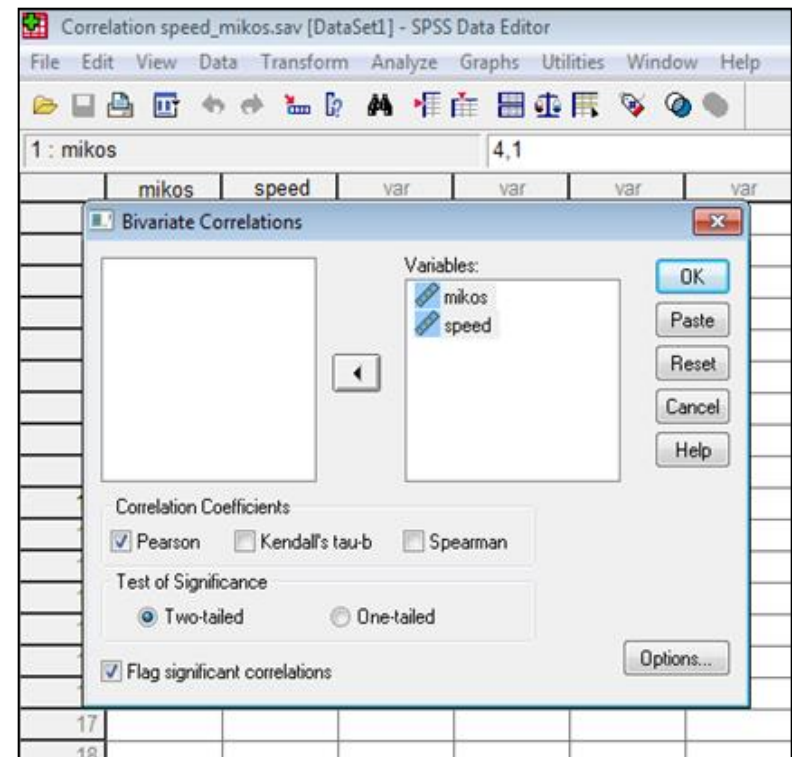 Correlation speed_mikos.sav [DataSet1] - SPSS Data Editor
File Edit View Data Transform Analyze Graphs Utilities Window Help
1 : mikos 4,1
mikos speed var var var var
Bivariate Correlations
Variables:
mikos
speed
OK
Paste
Reset
Cancel
Help
Correlation Coefficients
Pearson Kendall's tau-b Spearman
Test of Significance
Two-tailed One-tailed
Flag significant correlations
Options...
17
18